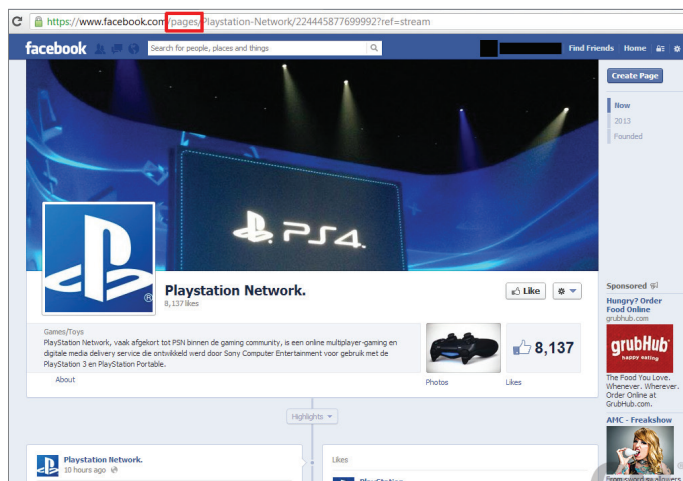 https://www.facebook.com/pages/Playstation-Network/224445877699992?ref=stream
facebook
Search for people, places and things
Find Friends
Home
Create Page
Now
2013
Founded
PS4
Playstation Network.
8,137 likes
Like
Games/Toys
PlayStation Network, vaak afgekort tot PSN binnen de gaming community, is een online multiplayer-gaming en
digitale media delivery service die ontwikkeld werd door Sony Computer Entertainment voor gebruik met de
PlayStation 3 en PlayStation Portable.
About
8,137
Photos
Likes
Highlights
Playstation Network.
10 hours ago
Likes
PlayStation
Sponsored
Hungry? Order
Food Online
grubhub.com
grubHub
happy eating
The Food You Love.
Whenever. Wherever.
Order Online at
GrubHub.com.
AMC - Freakshow
From sword swallowers